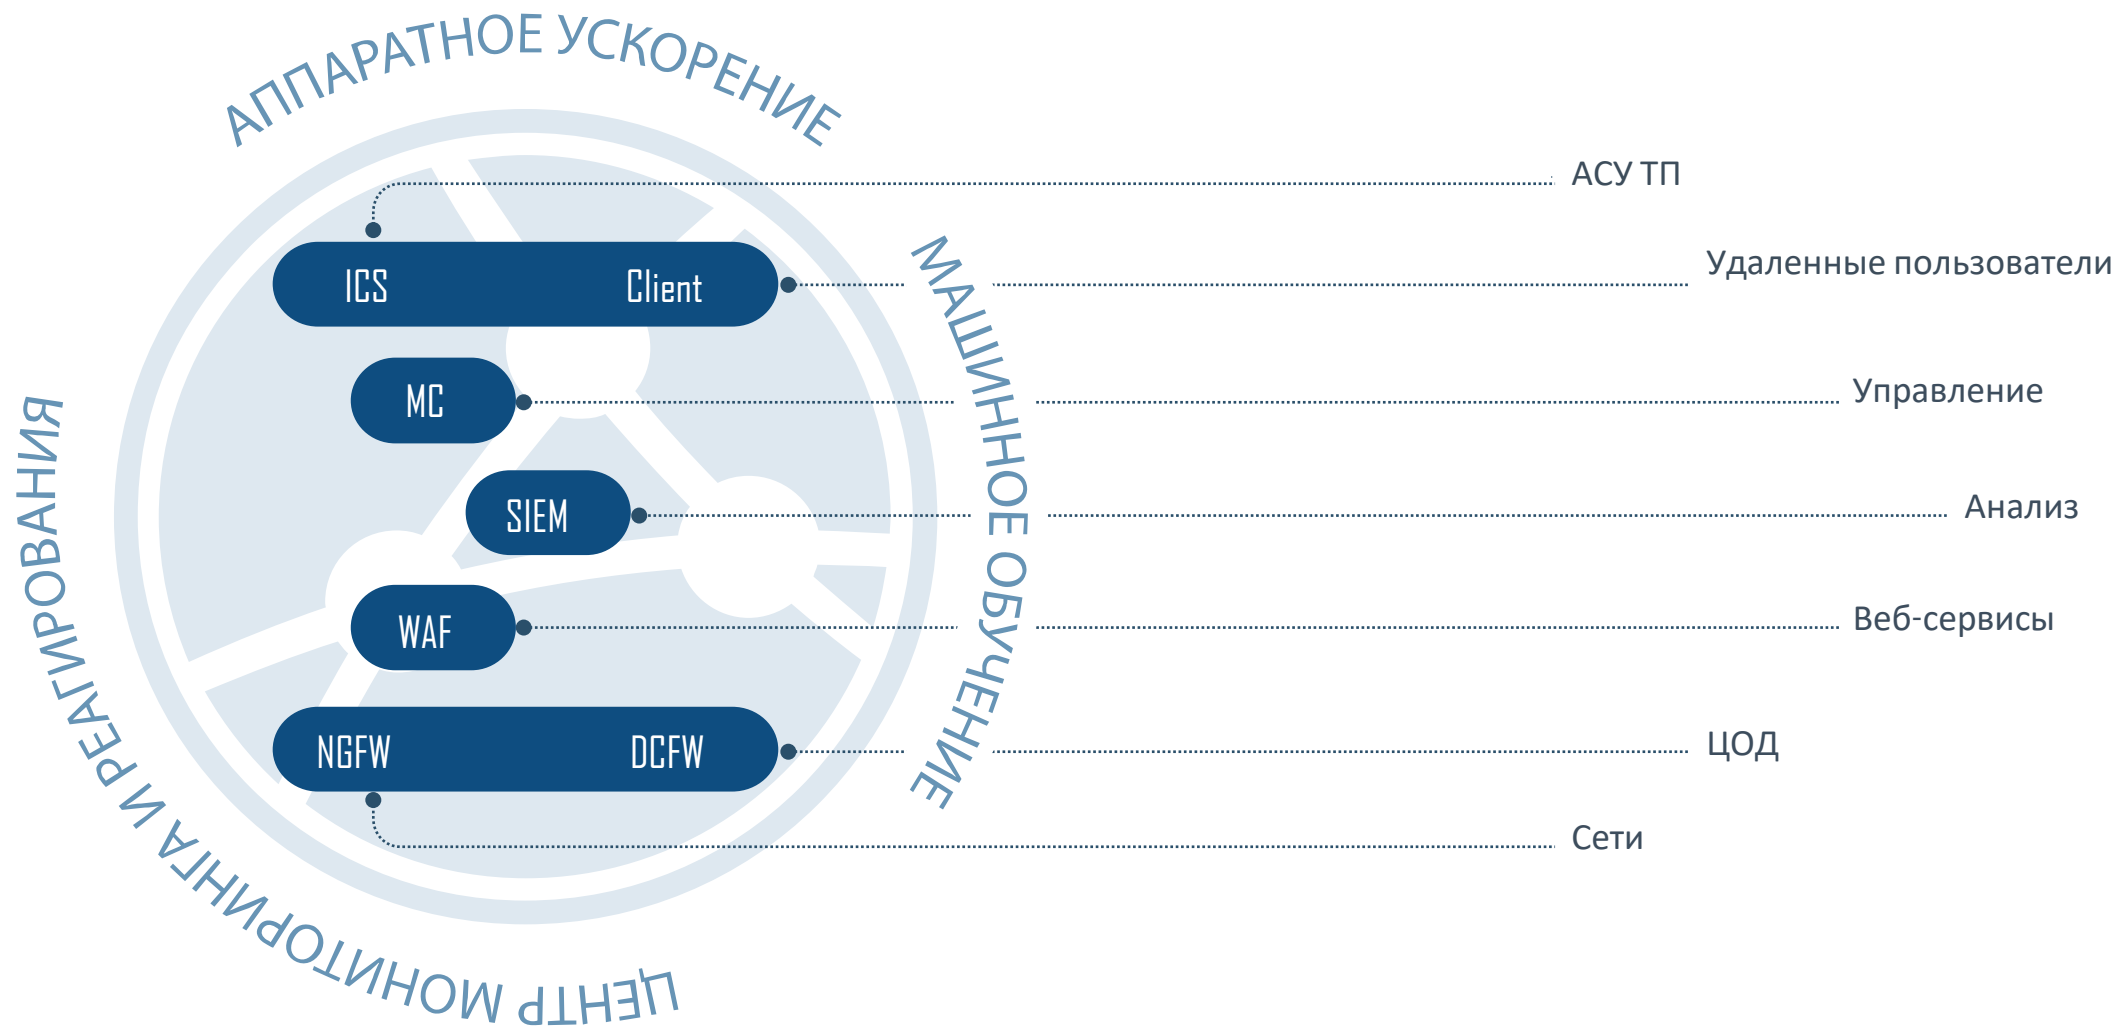 АППАРАТНОЕ УСКОРЕНИЕ
АСУ ТП
ICS
Client
Удаленные пользователи
MC
Управление
SIEM
Анализ
WAF
Веб-сервисы
NGFW
DCFW
ЦОД
Сети
МАШИННОЕ ОБУЧЕНИЕ
ЦЕНТР МОНИТОРИНГА И РЕАГИРОВАНИЯ